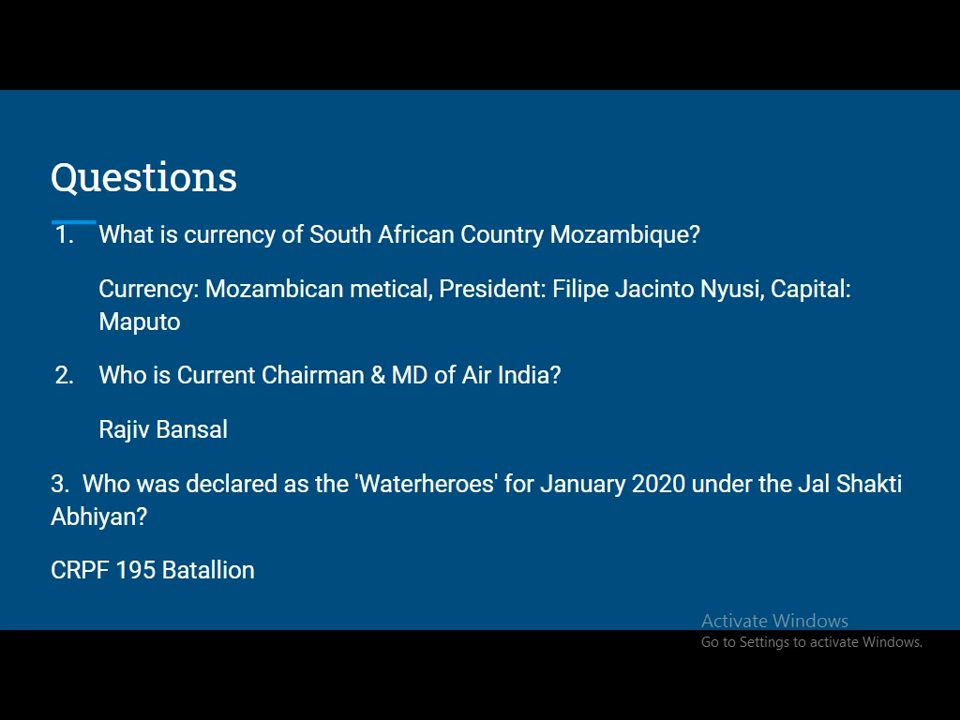 Questions
1. What is currency of South African Country Mozambique?
Currency: Mozambican metical, President: Filipe Jacinto Nyusi, Capital:
Maputo
2. Who is Current Chairman & MD of Air India?
Rajiv Bansal
3. Who was declared as the 'Waterheroes' for January 2020 under the Jal Shakti
Abhiyan?
CRPF 195 Batallion
Activate Windows
Go to Settings to activate Windows.